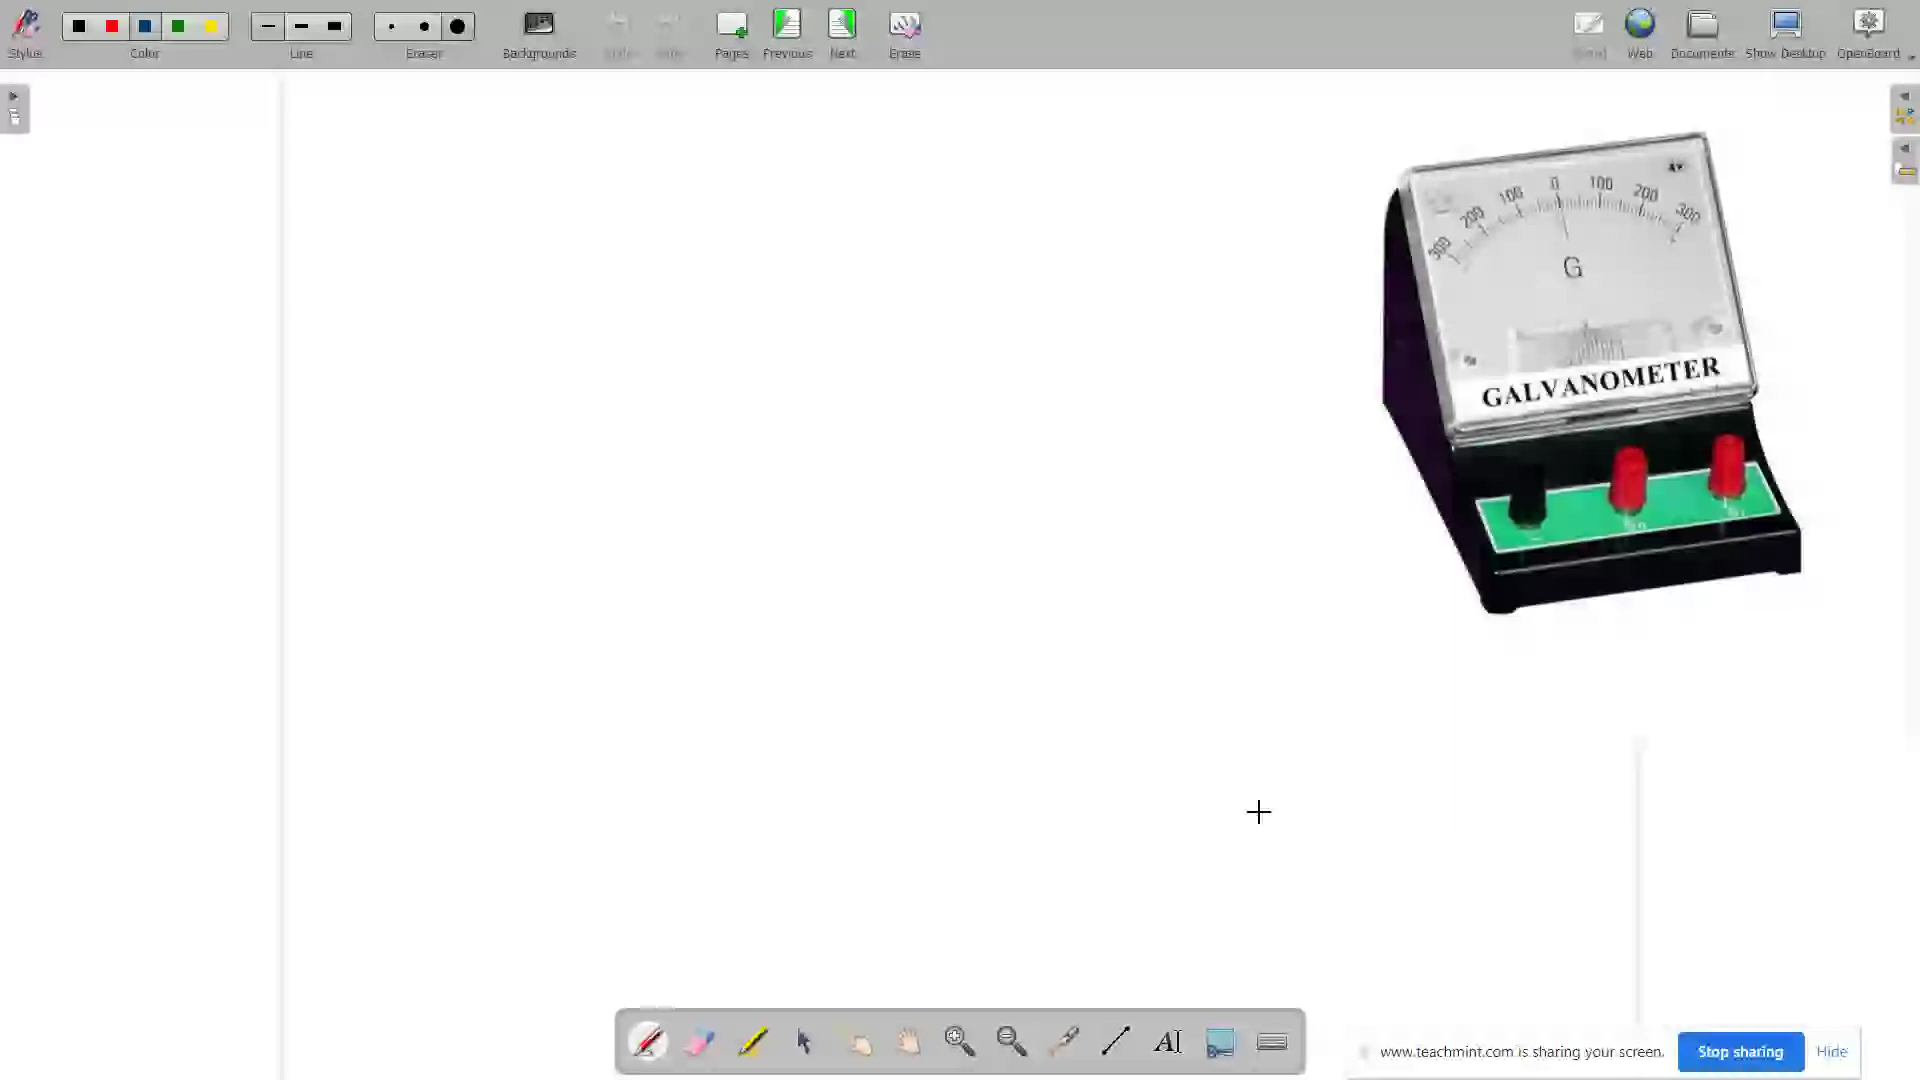 Stylus
Color
Line
Eraser
Backgrounds
Pages
Previous
Next
Erase
Web
Documents
Show Desktop
OpenBoard
300 200 100 0 100 200 300
G
GALVANOMETER
AI
www.teachmint.com is sharing your screen.
Stop sharing
Hide